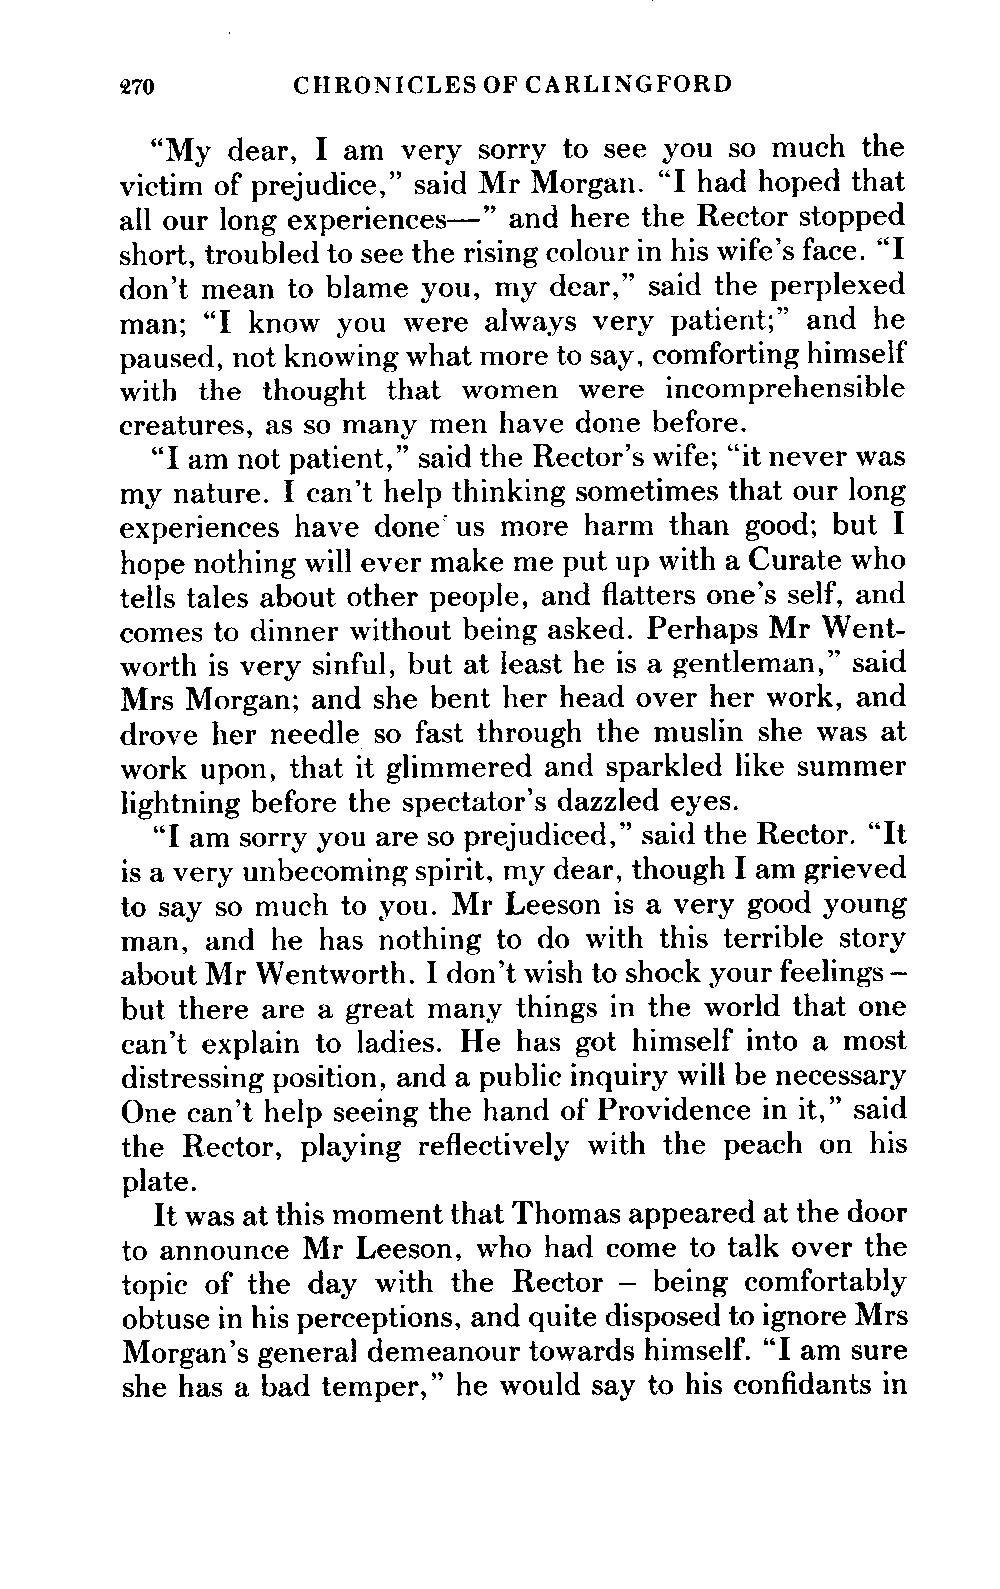 270 CHRONICLES OF CARLINGFORD
“My dear, I am very sorry to see you so much the
victim of prejudice,” said Mr Morgan. “I had hoped that
all our long experiences—” and here the Rector stopped
short, troubled to see the rising colour in his wife’s face. “I
don’t mean to blame you, my dear,” said the perplexed
man; “I know you were always very patient;” and he
paused, not knowing what more to say, comforting himself
with the thought that women were incomprehensible
creatures, as so many men have done before.
“I am not patient,” said the Rector’s wife; “it never was
my nature. I can’t help thinking sometimes that our long
experiences have done us more harm than good; but I
hope nothing will ever make me put up with a Curate who
tells tales about other people, and flatters one’s self, and
comes to dinner without being asked. Perhaps Mr Went-
worth is very sinful, but at least he is a gentleman,” said
Mrs Morgan; and she bent her head over her work, and
drove her needle so fast through the muslin she was at
work upon, that it glimmered and sparkled like summer
lightning before the spectator’s dazzled eyes.
“I am sorry you are so prejudiced,” said the Rector. “It
is a very unbecoming spirit, my dear, though I am grieved
to say so much to you. Mr Leeson is a very good young
man, and he has nothing to do with this terrible story
about Mr Wentworth. I don’t wish to shock your feelings –
but there are a great many things in the world that one
can’t explain to ladies. He has got himself into a most
distressing position, and a public inquiry will be necessary
One can’t help seeing the hand of Providence in it,” said
the Rector, playing reflectively with the peach on his
plate.
It was at this moment that Thomas appeared at the door
to announce Mr Leeson, who had come to talk over the
topic of the day with the Rector – being comfortably
obtuse in his perceptions, and quite disposed to ignore Mrs
Morgan’s general demeanour towards himself. “I am sure
she has a bad temper,” he would say to his confidants in